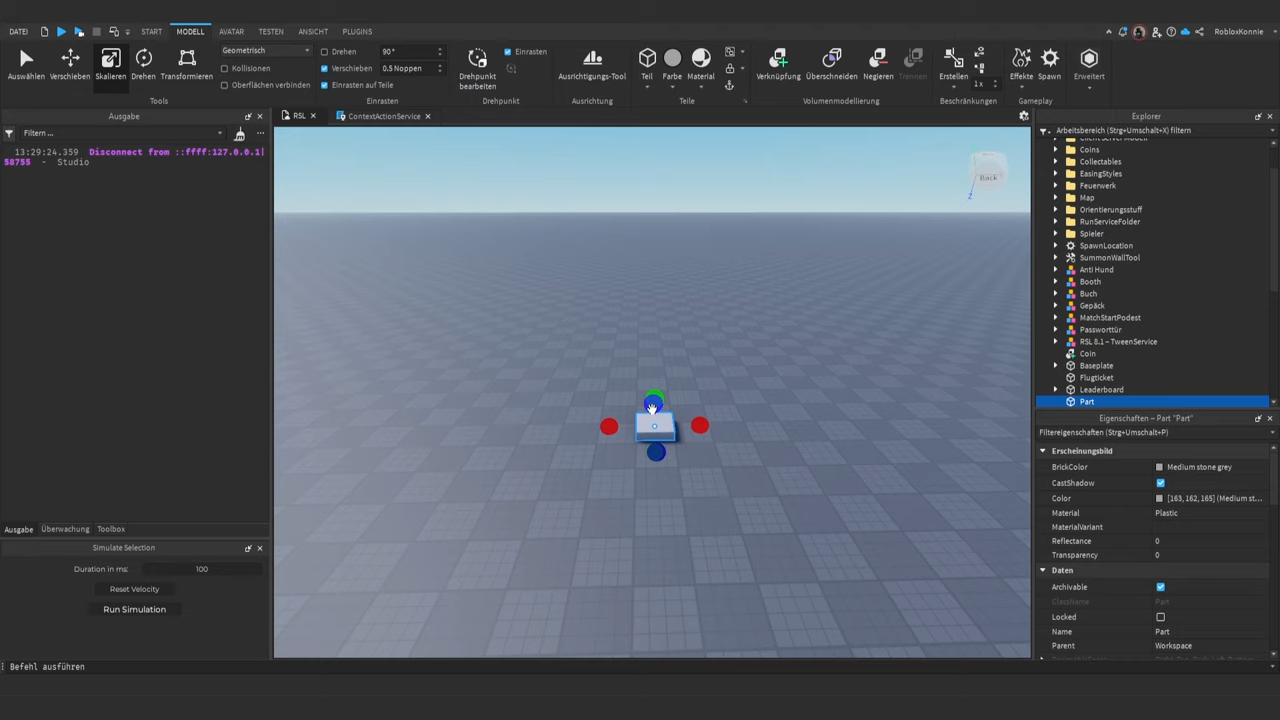 DATEI START MODELL AVATAR TESTEN ANSICHT PLUGINS RobloxKonnie
Auswählen Verschieben Skalieren Drehen Transformieren
Tools
Geometrisch
Kollisionen
Oberflächen verbinden
Drehen 90°
Verschieben 0.5 Noppen
Einrasten auf Teile
Einrasten
Drehpunkt bearbeiten
Einrasten
Drehpunkt
Ausrichtungs-Tool
Ausrichtung
Teil Farbe Material
Teile
Verknüpfung Überschneiden Negieren Trennen
Volumenmodellierung
Erstellen
1 x
Beschränkungen
Effekte Spawn
Gameplay
Erweitert
Ausgabe
Filtern ...
13:29:24.359 Disconnect from ::ffff:127.0.0.1|
58755 - Studio
Ausgabe Überwachung Toolbox
Simulate Selection
Duration in ms: 100
Reset Velocity
Run Simulation
Befehl ausführen
RSL ContextActionService
Back
Z
Explorer
Arbeitsbereich (Strg+Umschalt+X) filtern
Coins
Collectables
EasingStyles
Feuerwerk
Map
Orientierungsstuff
RunServiceFolder
Spieler
SpawnLocation
SummonWallTool
Anti Hund
Booth
Buch
Gepäck
MatchStartPodest
Passworttür
RSL 8.1 – TweenService
Coin
Baseplate
Flugticket
Leaderboard
Part
Eigenschaften – Part "Part"
Filtereigenschaften (Strg+Umschalt+P)
Erscheinungsbild
BrickColor Medium stone grey
CastShadow
Color [163, 162, 165] (Medium st...
Material Plastic
MaterialVariant
Reflectance 0
Transparency 0
Daten
Archivable
ClassName Part
Locked
Name Part
Parent Workspace